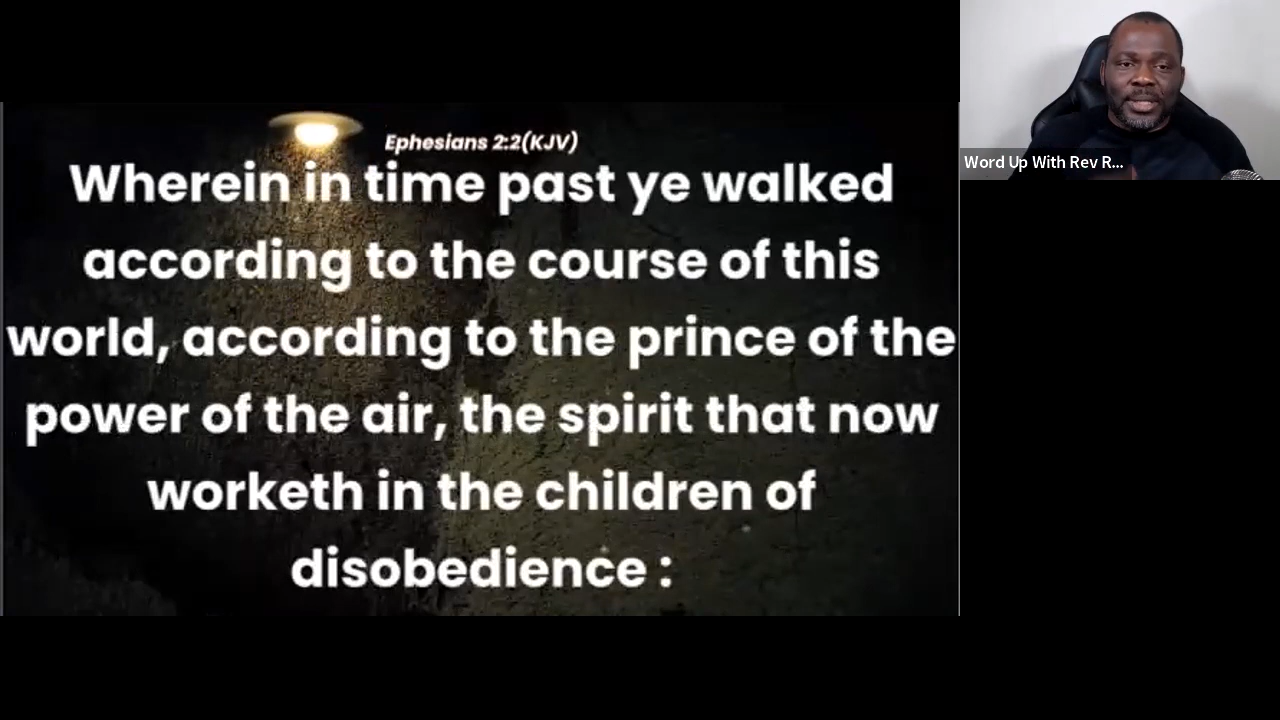 Ephesians 2:2(KJV)
Wherein in time past ye walked
according to the course of this
world, according to the prince of the
power of the air, the spirit that now
worketh in the children of
disobedience :
Word Up With Rev R...